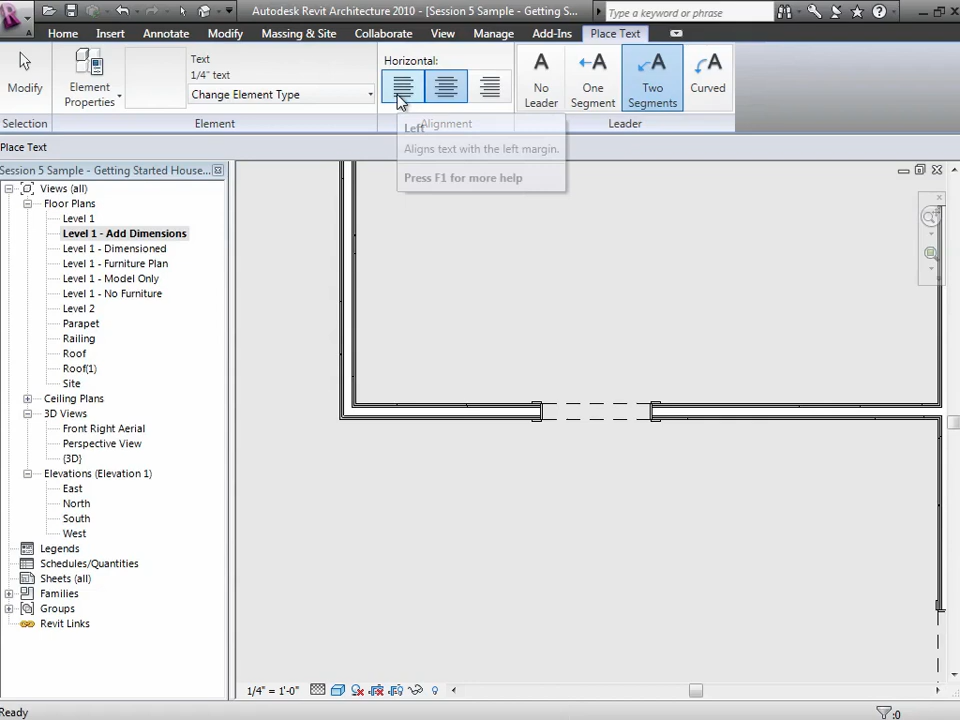 Autodesk Revit Architecture 2010 - [Session 5 Sample - Getting S...
Type a keyword or phrase
Home Insert Annotate Modify Massing & Site Collaborate View Manage Add-Ins Place Text
Modify
Element
Properties
Text
1/4" text
Change Element Type
Horizontal:
No
Leader
One
Segment
Two
Segments
Curved
Selection Element Alignment Leader
Left
Aligns text with the left margin.
Press F1 for more help
Place Text
Session 5 Sample - Getting Started House...
Views (all)
Floor Plans
Level 1
Level 1 - Add Dimensions
Level 1 - Dimensioned
Level 1 - Furniture Plan
Level 1 - Model Only
Level 1 - No Furniture
Level 2
Parapet
Railing
Roof
Roof(1)
Site
Ceiling Plans
3D Views
Front Right Aerial
Perspective View
{3D}
Elevations (Elevation 1)
East
North
South
West
Legends
Schedules/Quantities
Sheets (all)
Families
Groups
Revit Links
1/4" = 1'-0"
Ready
:0